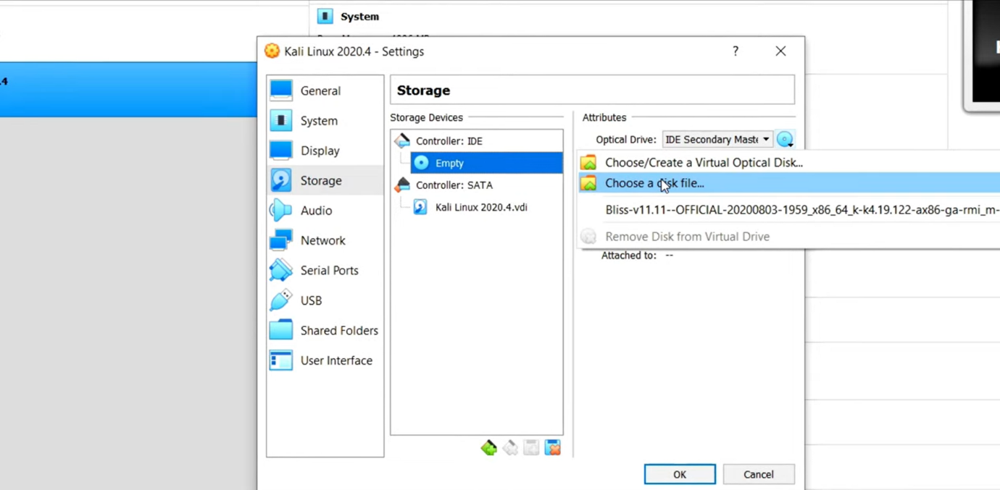 System
Kali Linux 2020.4 - Settings
?
.4
General
System
Display
Storage
Audio
Network
Serial Ports
USB
Shared Folders
User Interface
Storage
Storage Devices
Controller: IDE
Empty
Controller: SATA
Kali Linux 2020.4.vdi
Attributes
Optical Drive: IDE Secondary Maste
Choose/Create a Virtual Optical Disk...
Choose a disk file...
Bliss-v11.11--OFFICIAL-20200803-1959_x86_64_k-k4.19.122-ax86-ga-rmi_m-
Remove Disk from Virtual Drive
Attached to: --
OK
Cancel